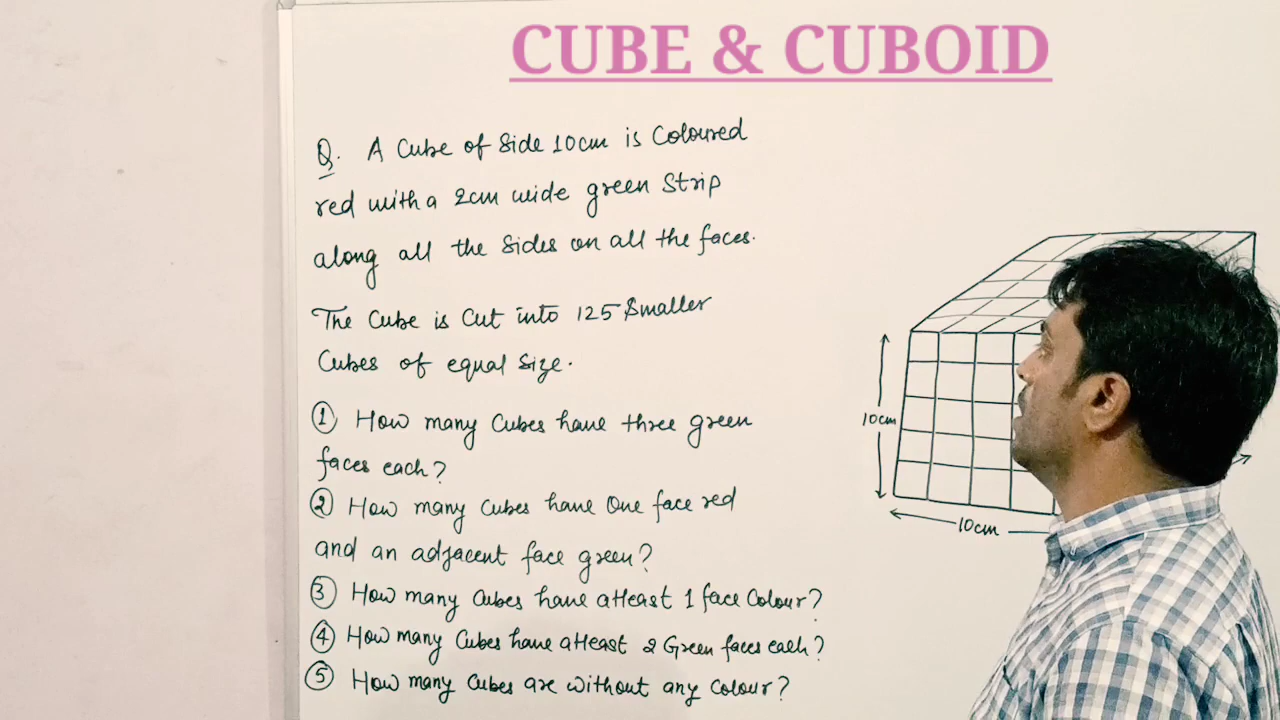 CUBE & CUBOID
Q. A Cube of Side 10cm is Coloured
red with a 2cm wide green Strip
along all the Sides on all the faces.
The Cube is Cut into 125 Smaller
Cubes of equal Size.
① How many Cubes have three green
faces each?
② How many Cubes have One face red
and an adjacent face green?
③ How many Cubes have atleast 1 face Colour?
④ How many Cubes have atleast 2 Green faces each?
⑤ How many Cubes are without any Colour?
10cm
10cm